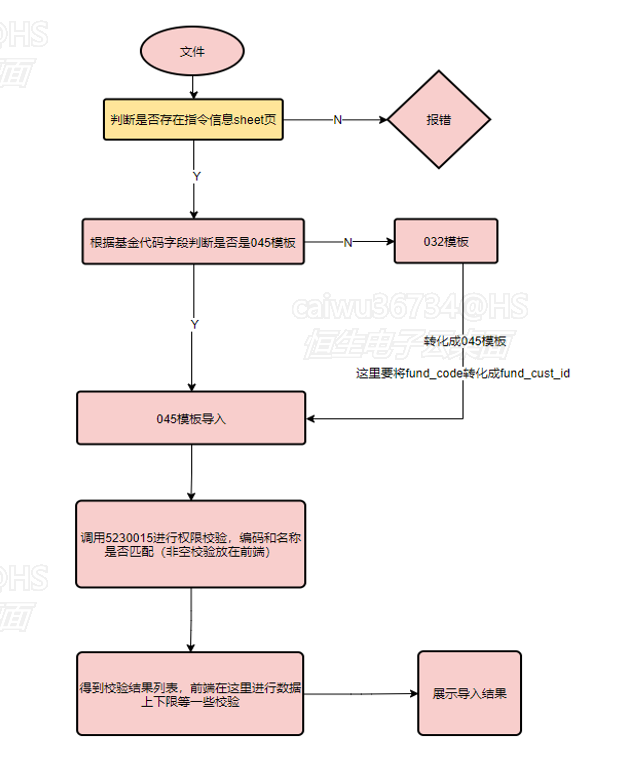 @HS
文件
判断是否存在指令信息sheet页
N
报错
Y
根据基金代码字段判断是否是045模板
N
032模板
caiwu36734@HS
恒生电子云桌面
Y
转化成045模板
这里要将fund_code转化成fund_cust_id
045模板导入
调用5230015进行权限校验，编码和名称
是否匹配（非空校验放在前端）
@HS
得到校验结果列表，前端在这里进行数据
上下限等一些校验
展示导入结果